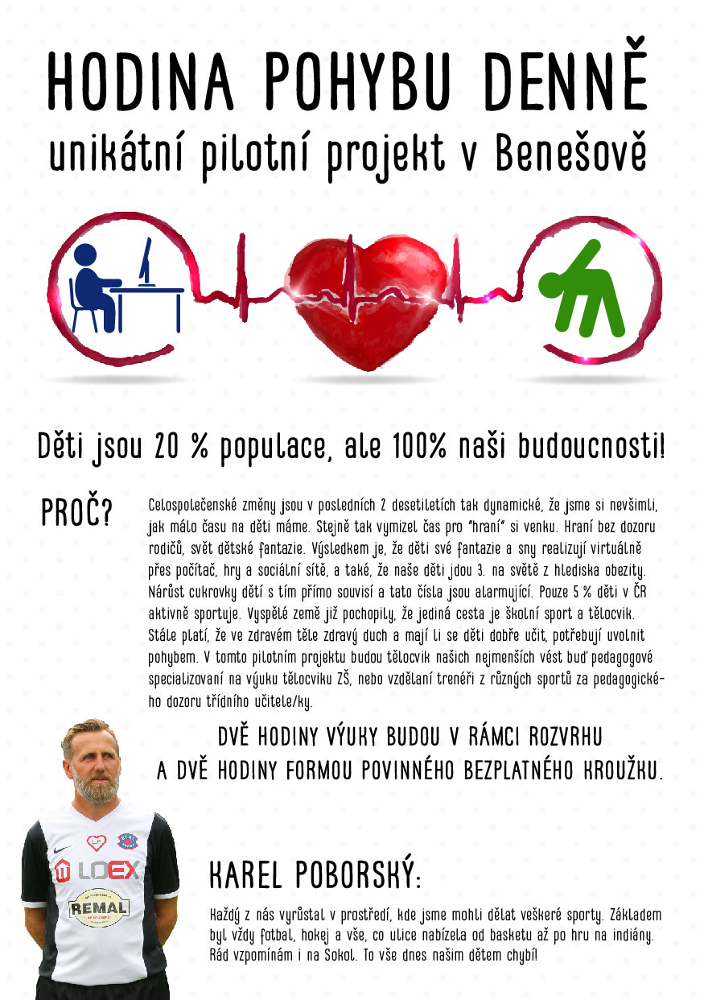 HODINA POHYBU DENNĚ
unikátní pilotní projekt v Benešově
Děti jsou 20 % populace, ale 100% naši budoucnosti!
PROČ?
Celospolečenské změny jsou v posledních 2 desetiletích tak dynamické, že jsme si nevšimli,
jak málo času na děti máme. Stejně tak vymizel čas pro "hraní" si venku. Hraní bez dozoru
rodičů, svět dětské fantazie. Výsledkem je, že děti své fantazie a sny realizují virtuálně
přes počítač, hry a sociální sítě, a také, že naše děti jdou 3. na světě z hlediska obezity.
Nárůst cukrovky dětí s tím přímo souvisí a tato čísla jsou alarmující. Pouze 5 % děti v ČR
aktivně sportuje. Vyspělé země již pochopily, že jediná cesta je školní sport a tělocvik.
Stále platí, že ve zdravém těle zdravý duch a mají li se děti dobře učit, potřebují uvolnit
pohybem. V tomto pilotním projektu budou tělocvik našich nejmenších vést buď pedagogové
specializovaní na výuku tělocviku ZŠ, nebo vzdělaní trenéři z různých sportů za pedagogické-
ho dozoru třídního učitele/ky.
DVĚ HODINY VÝUKY BUDOU V RÁMCI ROZVRHU
A DVĚ HODINY FORMOU POVINNÉHO BEZPLATNÉHO KROUŽKU.
L.P.
LOEX
REMAL
KAREL POBORSKÝ:
Každý z nás vyrůstal v prostředí, kde jsme mohli dělat veškeré sporty. Základem
byl vždy fotbal, hokej a vše, co ulice nabízela od basketu až po hru na indiány.
Rád vzpomínám i na Sokol. To vše dnes našim dětem chybí!